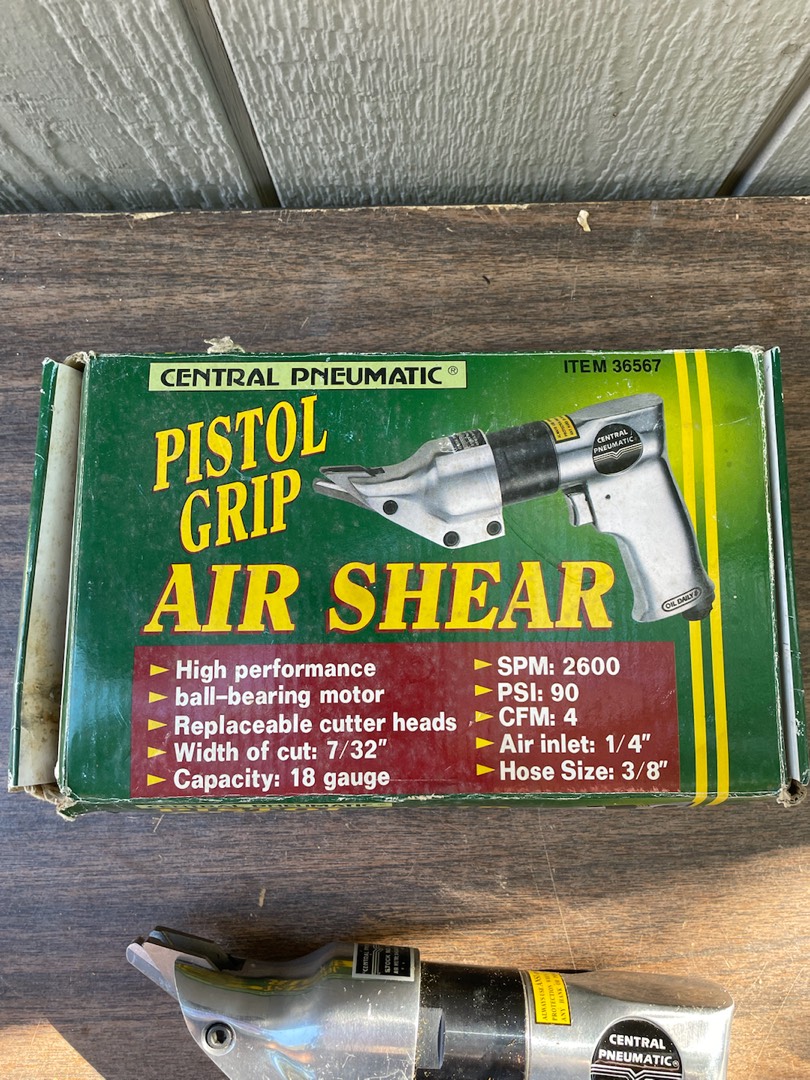 CENTRAL PNEUMATIC®
ITEM 36567
PISTOL
GRIP
AIR SHEAR
CENTRAL
PNEUMATIC®
OIL DAILY
► High performance
► ball-bearing motor
► Replaceable cutter heads
► Width of cut: 7/32"
► Capacity: 18 gauge
► SPM: 2600
► PSI: 90
► CFM: 4
► Air inlet: 1/4"
► Hose Size: 3/8"
CENTRAL
PNEUMATIC®